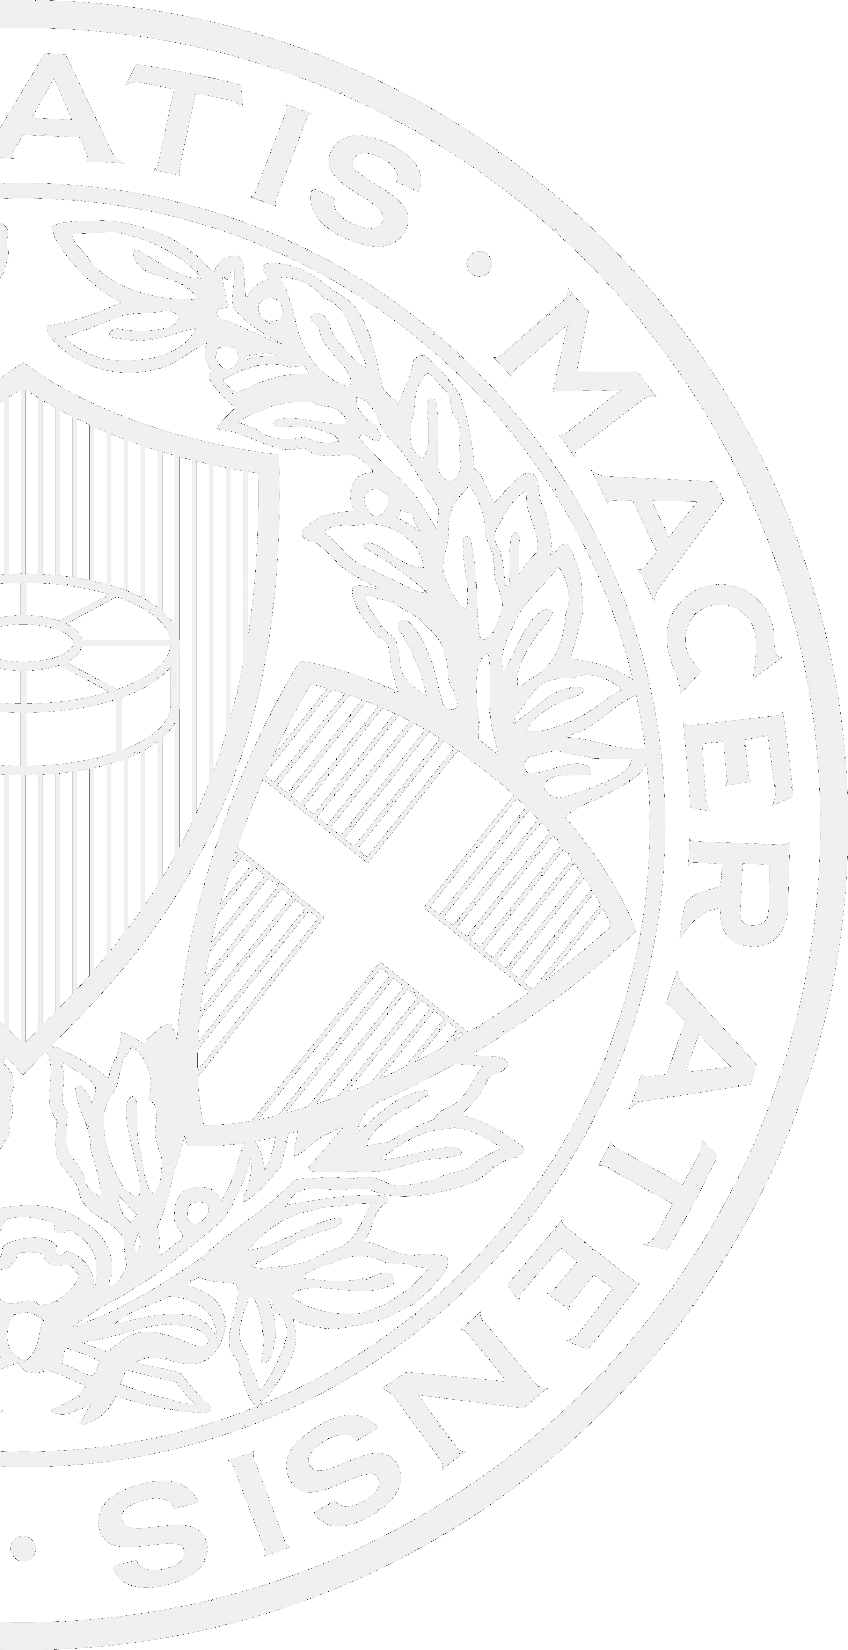 ATIS · MACERATENSIS ·